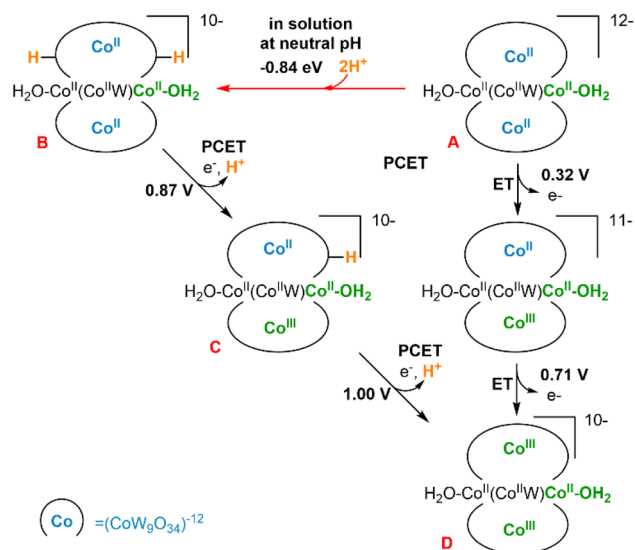 10-
in solution
at neutral pH
-0.84 eV
2H⁺
12-
H
Co^II
H
H₂O-Co^II(Co^IIW)Co^II-OH₂
Co^II
B
Co^II
H₂O-Co^II(Co^IIW)Co^II-OH₂
Co^II
A
PCET
e⁻, H⁺
0.87 V
PCET
ET
0.32 V
e-
10-
Co^II
H
H₂O-Co^II(Co^IIW)Co^II-OH₂
Co^III
C
11-
Co^II
H₂O-Co^II(Co^IIW)Co^II-OH₂
Co^III
PCET
e⁻, H⁺
1.00 V
ET
0.71 V
e-
10-
Co^III
H₂O-Co^II(Co^IIW)Co^II-OH₂
Co^III
D
Co =(CoW₉O₃₄)⁻¹²